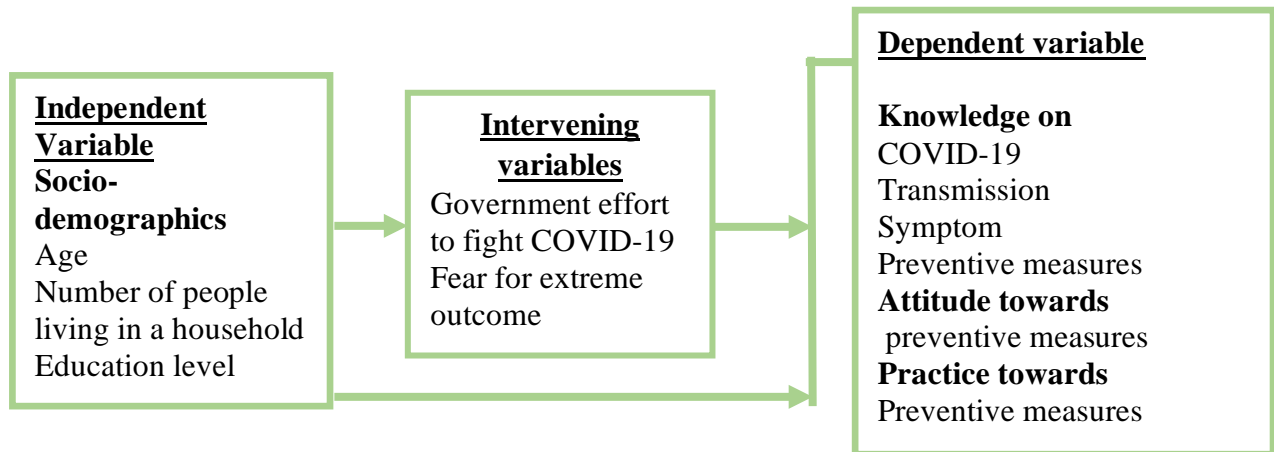 Independent
Variable
Socio-
demographics
Age
Number of people
living in a household
Education level
Intervening
variables
Government effort
to fight COVID-19
Fear for extreme
outcome
Dependent variable
Knowledge on
COVID-19
Transmission
Symptom
Preventive measures
Attitude towards
preventive measures
Practice towards
Preventive measures